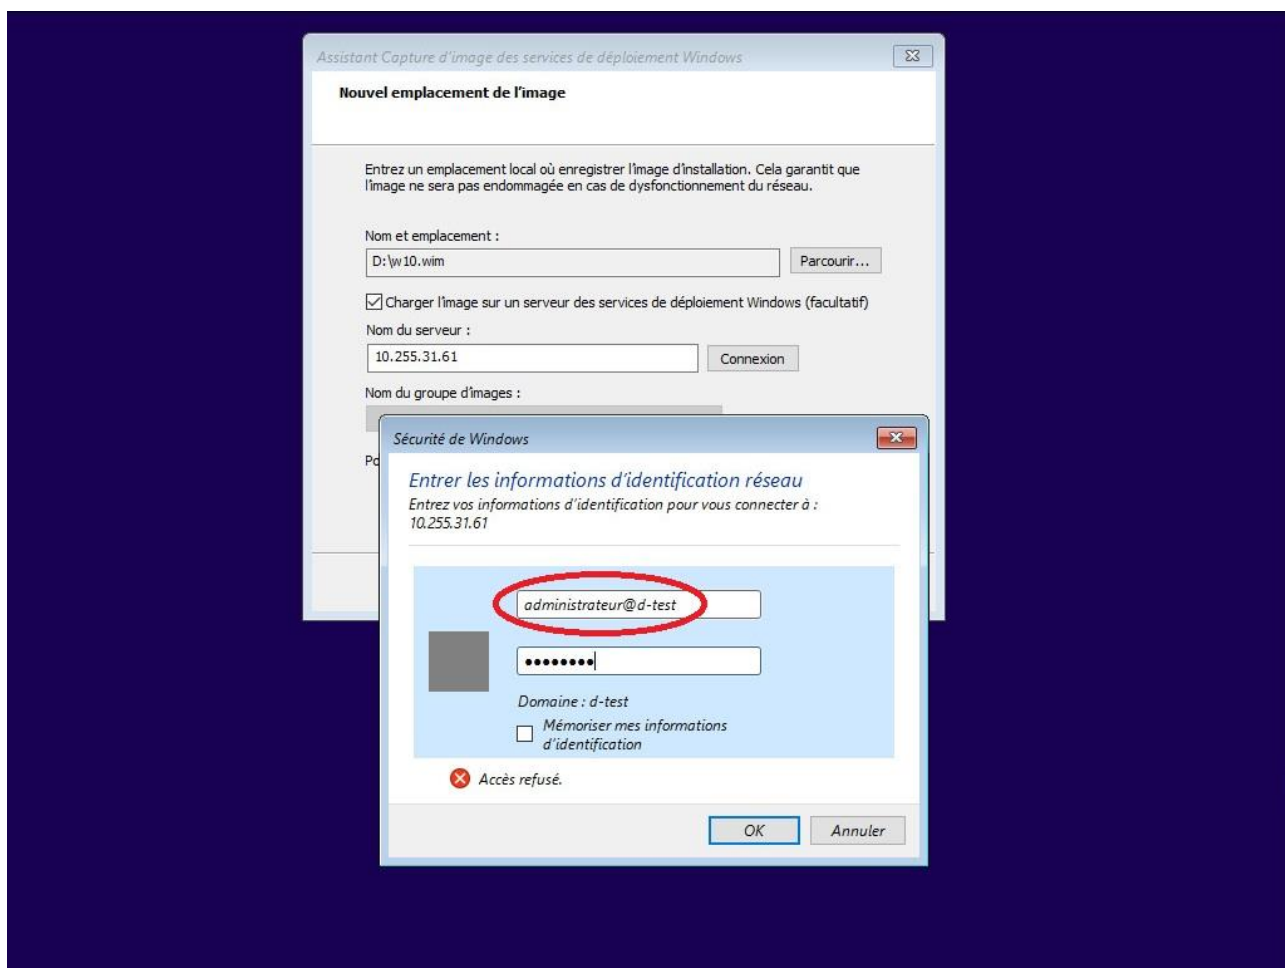 Assistant Capture d'image des services de déploiement Windows
Nouvel emplacement de l'image
Entrez un emplacement local où enregistrer l'image d'installation. Cela garantit que
l'image ne sera pas endommagée en cas de dysfonctionnement du réseau.
Nom et emplacement :
D:\w10.wim
Parcourir...
Charger l'image sur un serveur des services de déploiement Windows (facultatif)
Nom du serveur :
10.255.31.61
Connexion
Nom du groupe d'images :
Sécurité de Windows
Entrer les informations d'identification réseau
Entrez vos informations d'identification pour vous connecter à :
10.255.31.61
administrateur@d-test
••••••••
Domaine : d-test
Mémoriser mes informations
d'identification
Accès refusé.
OK
Annuler